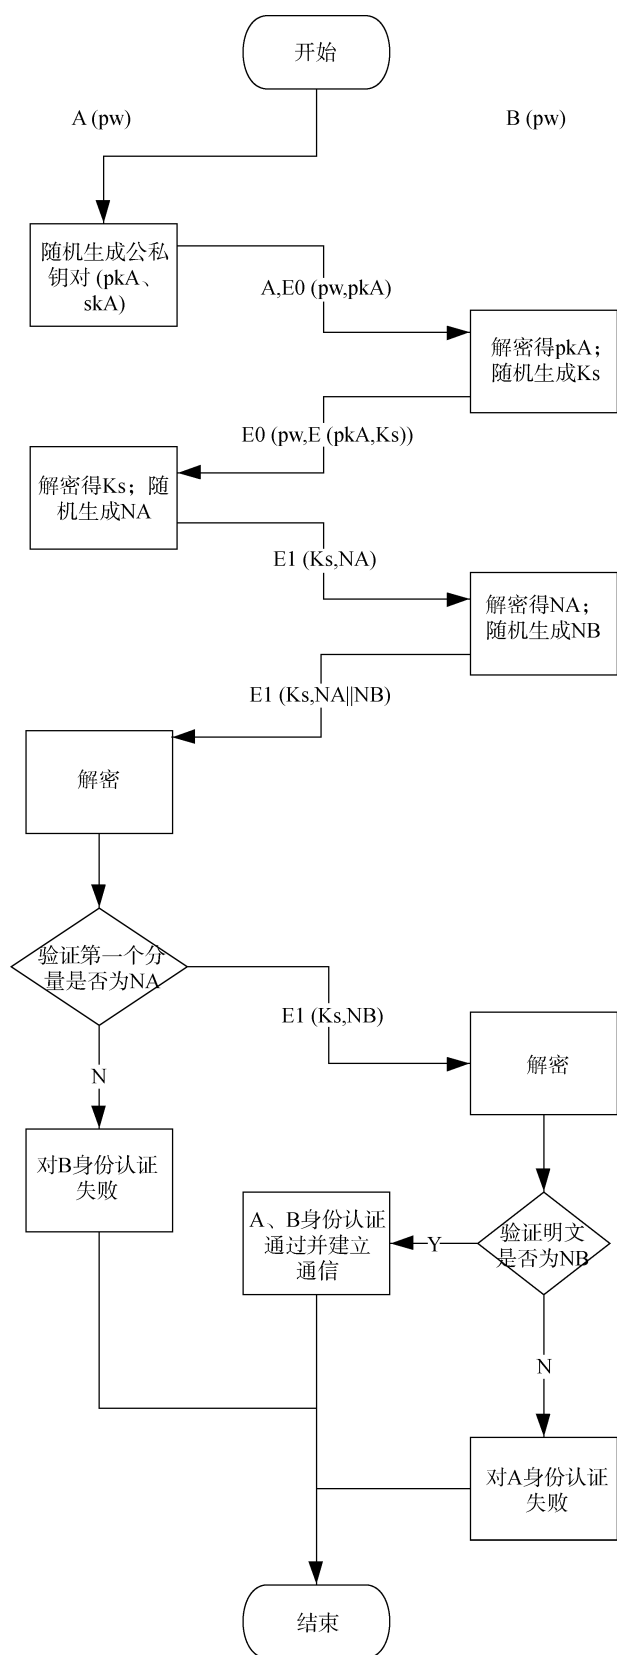 开始
A (pw)
B (pw)
随机生成公私
钥对 (pkA、
skA)
A,E0 (pw,pkA)
解密得pkA；
随机生成Ks
E0 (pw,E (pkA,Ks))
解密得Ks；随
机生成NA
E1 (Ks,NA)
解密得NA；
随机生成NB
E1 (Ks,NA||NB)
解密
验证第一个分
量是否为NA
E1 (Ks,NB)
解密
N
对B身份认证
失败
A、B身份认证
通过并建立
通信
Y
验证明文
是否为NB
N
对A身份认证
失败
结束